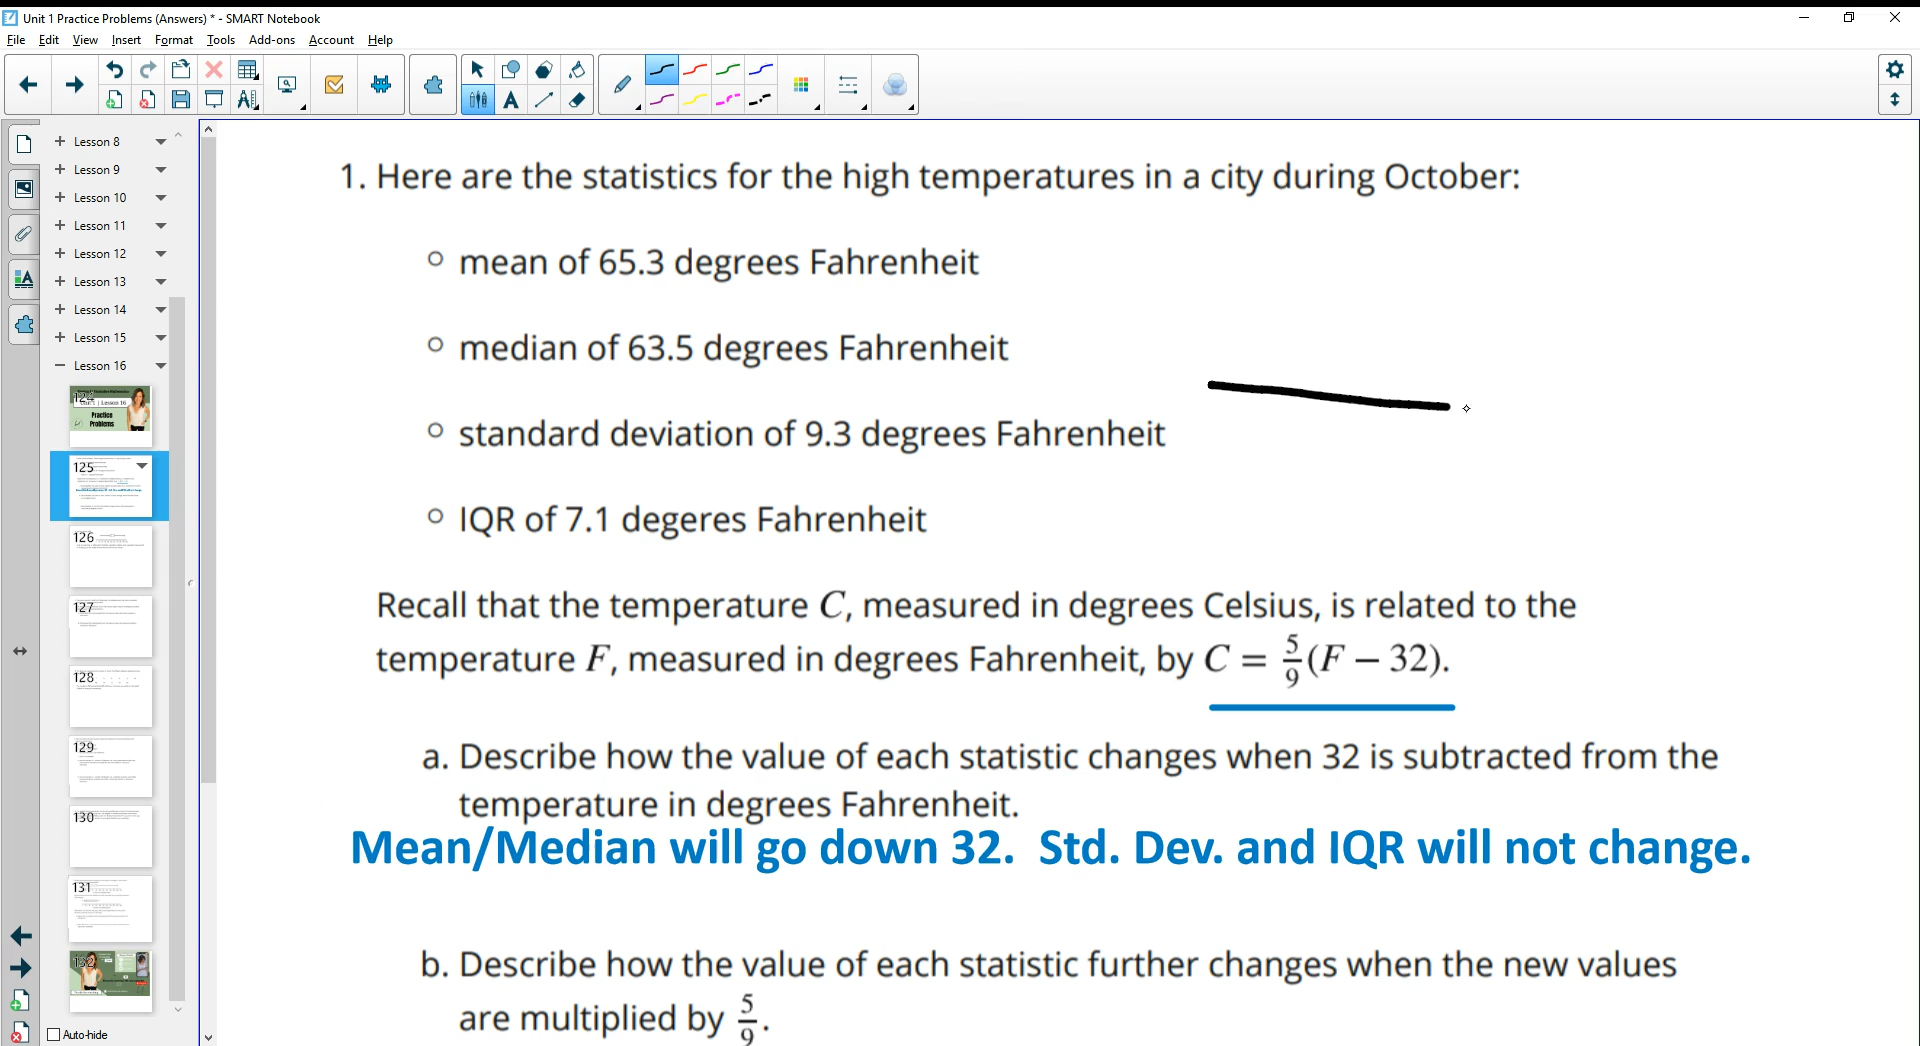 Unit 1 Practice Problems (Answers) * - SMART Notebook
File Edit View Insert Format Tools Add-ons Account Help
Lesson 8
Lesson 9
Lesson 10
Lesson 11
Lesson 12
Lesson 13
Lesson 14
Lesson 15
Lesson 16
124
Practice
Problems
125
126
127
128
129
130
131
132
Auto-hide
1. Here are the statistics for the high temperatures in a city during October:
○ mean of 65.3 degrees Fahrenheit
○ median of 63.5 degrees Fahrenheit
○ standard deviation of 9.3 degrees Fahrenheit
○ IQR of 7.1 degeres Fahrenheit
Recall that the temperature C, measured in degrees Celsius, is related to the
temperature F, measured in degrees Fahrenheit, by C = 5/9(F − 32).
a. Describe how the value of each statistic changes when 32 is subtracted from the
temperature in degrees Fahrenheit.
Mean/Median will go down 32. Std. Dev. and IQR will not change.
b. Describe how the value of each statistic further changes when the new values
are multiplied by 5/9.